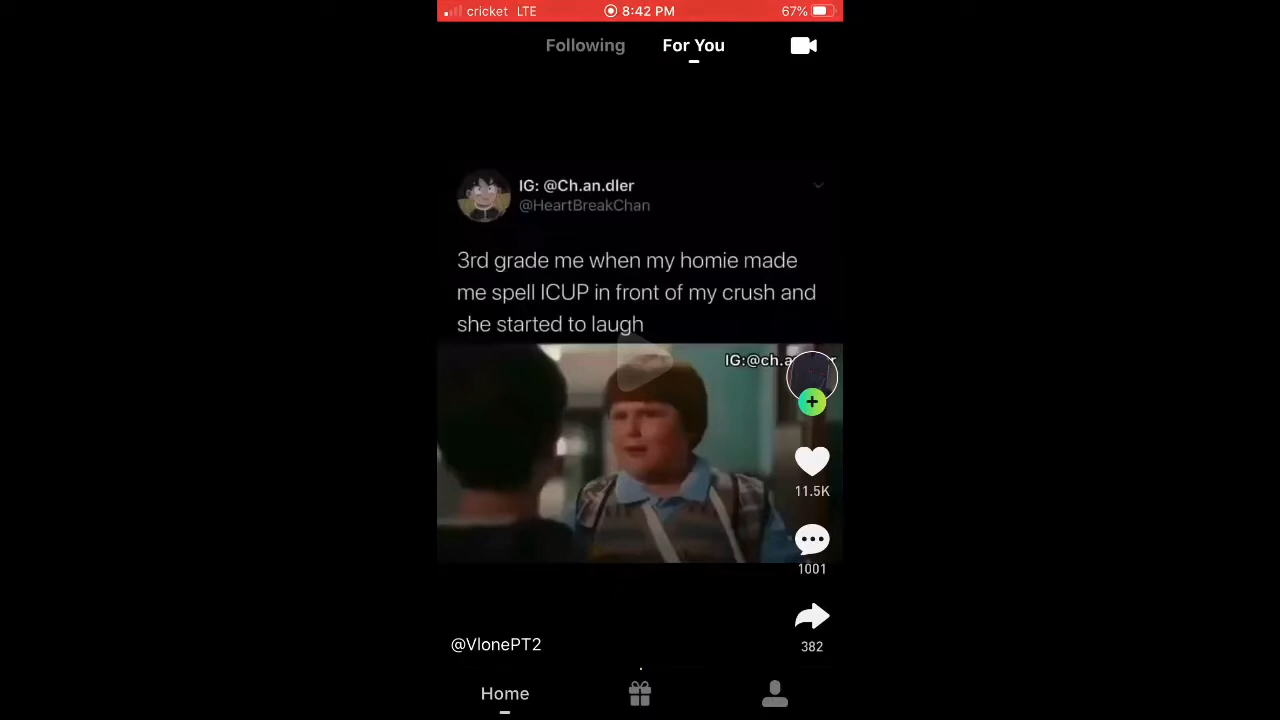 cricket LTE 8:42 PM 67%
Following For You
IG: @Ch.an.dler
@HeartBreakChan
3rd grade me when my homie made
me spell ICUP in front of my crush and
she started to laugh
IG:@ch.a
11.5K
1001
382
@VlonePT2
Home